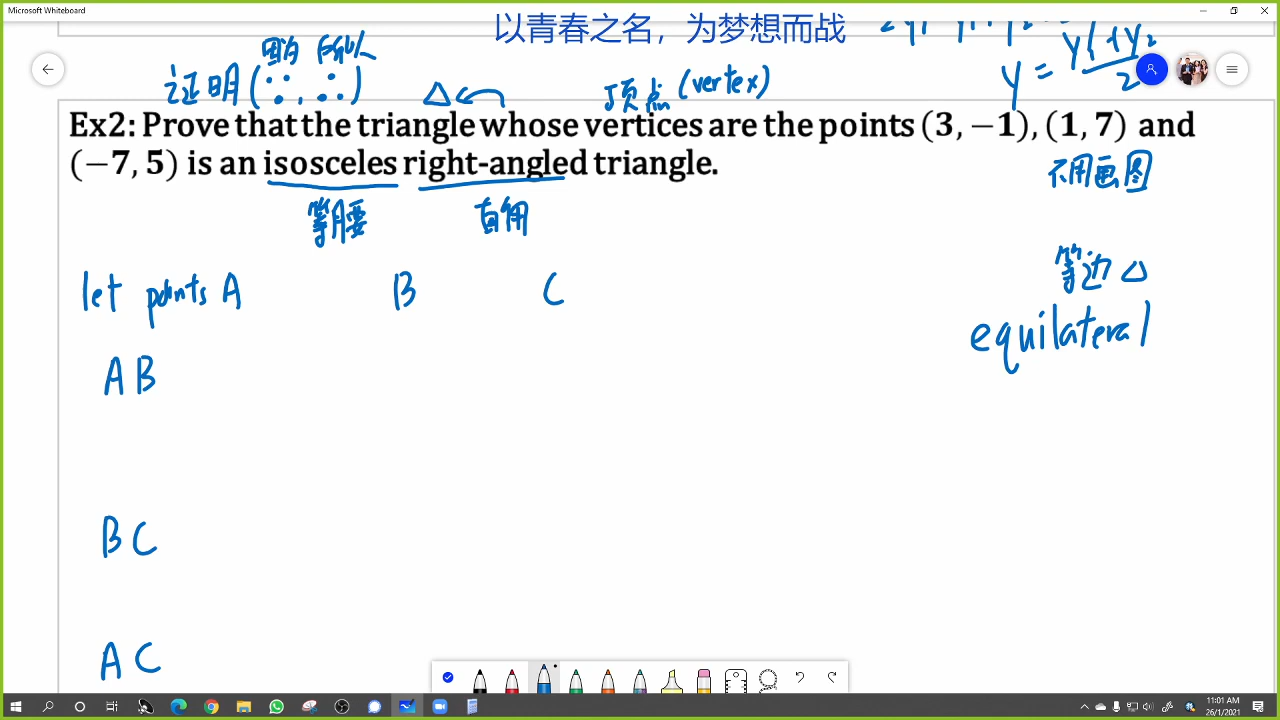 Microsoft Whiteboard
以青春之名，为梦想而战
y = y1+y2
2
因为 所以
证明 (∵, ∴)
△
顶点 (vertex)
Ex2: Prove that the triangle whose vertices are the points (3, −1), (1, 7) and
(−7, 5) is an isosceles right-angled triangle.
不用画图
等腰
直角
等边 △
equilateral
let points A B C
AB
BC
AC
11:01 AM
26/1/2021